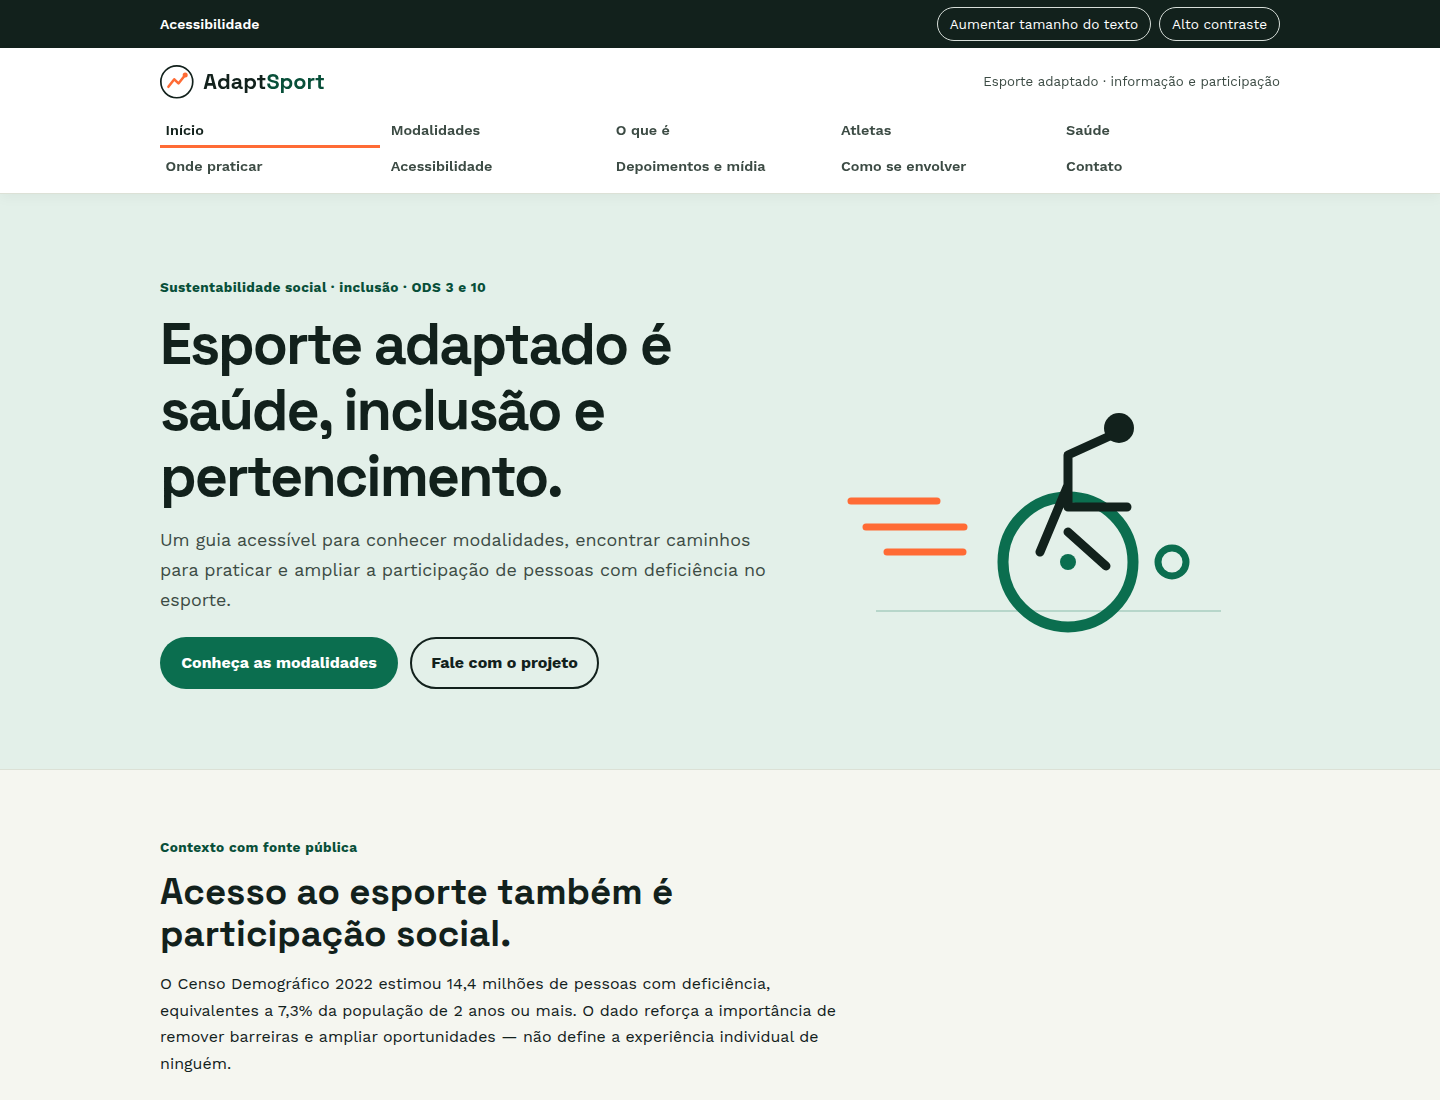 Acessibilidade
Aumentar tamanho do texto
Alto contraste
AdaptSport
Esporte adaptado · informação e participação
Início
Modalidades
O que é
Atletas
Saúde
Onde praticar
Acessibilidade
Depoimentos e mídia
Como se envolver
Contato
Sustentabilidade social · inclusão · ODS 3 e 10
Esporte adaptado é
saúde, inclusão e
pertencimento.
Um guia acessível para conhecer modalidades, encontrar caminhos
para praticar e ampliar a participação de pessoas com deficiência no
esporte.
Conheça as modalidades
Fale com o projeto
Contexto com fonte pública
Acesso ao esporte também é
participação social.
O Censo Demográfico 2022 estimou 14,4 milhões de pessoas com deficiência,
equivalentes a 7,3% da população de 2 anos ou mais. O dado reforça a importância de
remover barreiras e ampliar oportunidades — não define a experiência individual de
ninguém.